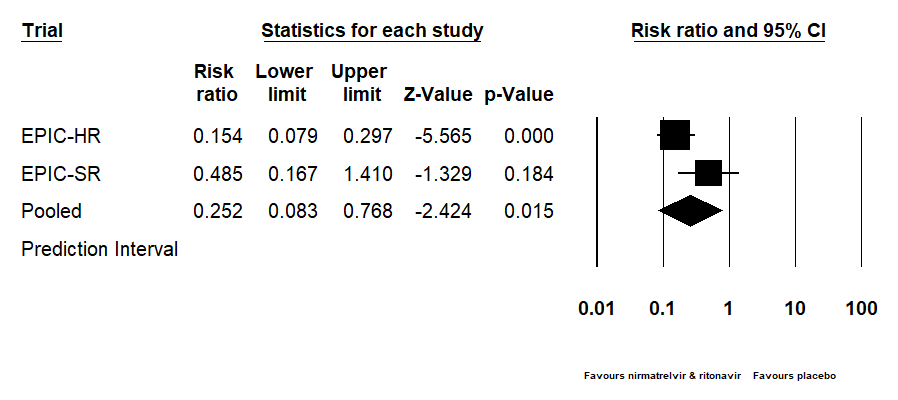 Trial Statistics for each study Risk ratio and 95% CI
Risk Lower Upper
ratio limit limit Z-Value p-Value
EPIC-HR 0.154 0.079 0.297 -5.565 0.000
EPIC-SR 0.485 0.167 1.410 -1.329 0.184
Pooled 0.252 0.083 0.768 -2.424 0.015
Prediction Interval
0.01 0.1 1 10 100
Favours nirmatrelvir & ritonavir Favours placebo